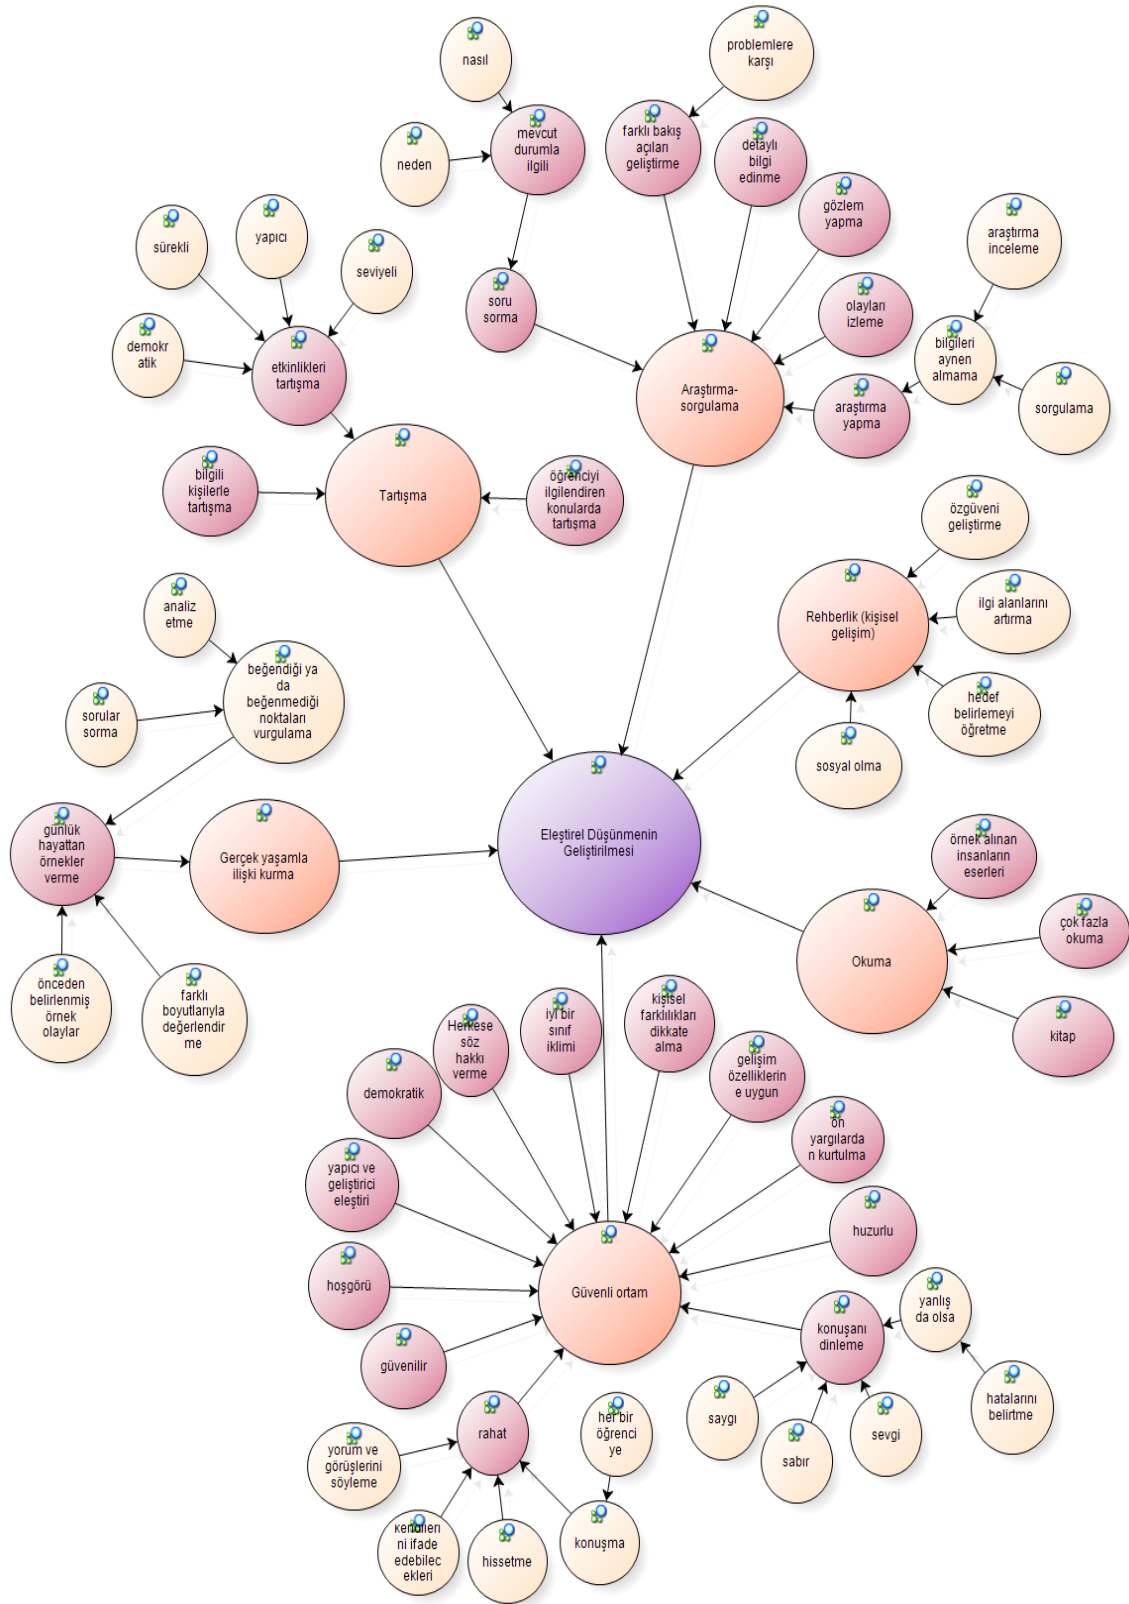 nasıl
problemlere
karşı
neden
mevcut
durumla
ilgili
farklı bakış
açıları
geliştirme
detaylı
bilgi
edinme
gözlem
yapma
araştırma
inceleme
sürekli
yapıcı
seviyeli
soru
sorma
olayları
izleme
demokr
atik
etkinlikleri
tartışma
Araştırma-
sorgulama
bilgileri
aynen
almama
araştırma
yapma
sorgulama
bilgili
kişilerle
tartışma
Tartışma
öğrenciyi
ilgilendiren
konularda
tartışma
özgüveni
geliştirme
analiz
etme
Rehberlik (kişisel
gelişim)
ilgi alanlarını
artırma
beğendiği ya
da
beğenmediği
noktaları
vurgulama
sorular
sorma
hedef
belirlemeyi
öğretme
sosyal olma
günlük
hayattan
örnekler
verme
Gerçek yaşamla
ilişki kurma
Eleştirel Düşünmenin
Geliştirilmesi
örnek alınan
insanların
eserleri
çok fazla
okuma
Okuma
kitap
önceden
belirlenmiş
örnek
olaylar
farklı
boyutlarıyla
değerlendir
me
Herkese
söz
hakkı
verme
iyi bir
sınıf
iklimi
kişisel
farklılıkları
dikkate
alma
gelişim
özelliklerin
e uygun
demokratik
ön
yargılarda
n kurtulma
yapıcı ve
geliştirici
eleştiri
huzurlu
hoşgörü
Güvenli ortam
yanlış
da olsa
konuşanı
dinleme
güvenilir
hatalarını
belirtme
saygı
sabır
sevgi
rahat
her bir
öğrenci
ye
yorum ve
görüşlerini
söyleme
kendileri
ni ifade
edebilec
ekleri
hissetme
konuşma